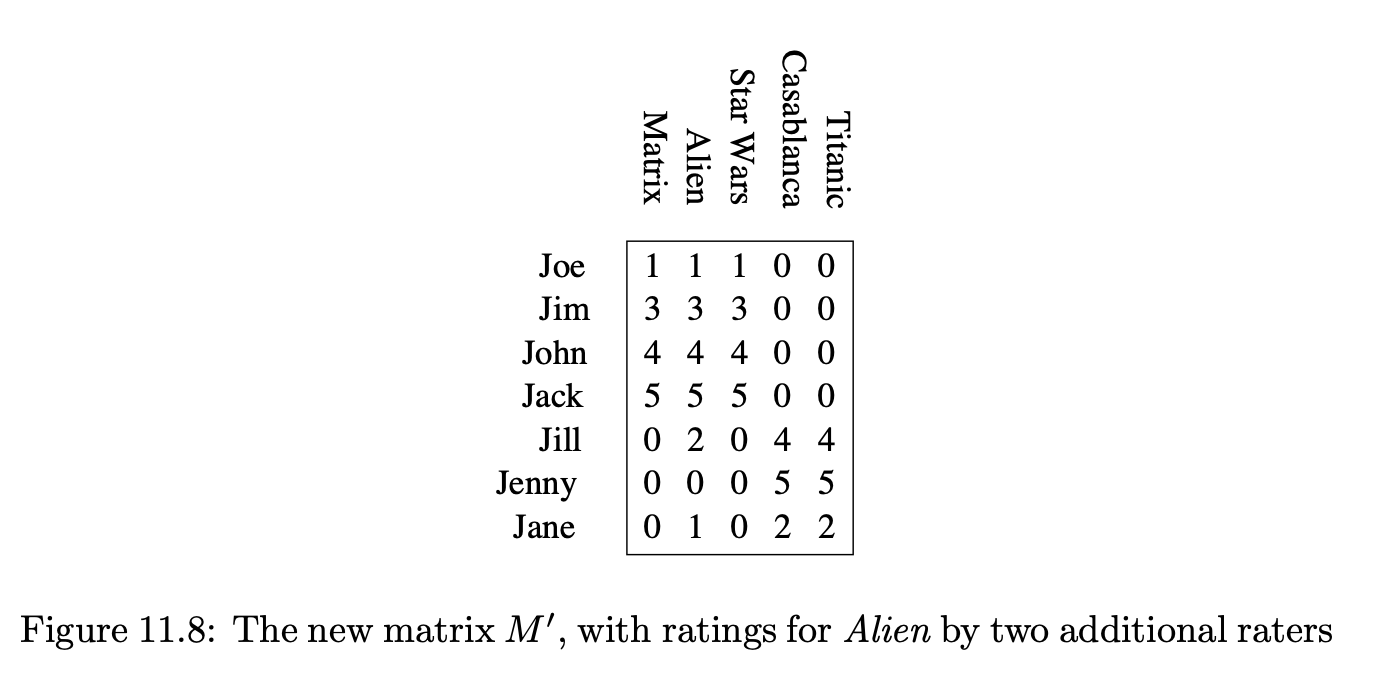 Matrix
Alien
Star Wars
Casablanca
Titanic
Joe 1 1 1 0 0
Jim 3 3 3 0 0
John 4 4 4 0 0
Jack 5 5 5 0 0
Jill 0 2 0 4 4
Jenny 0 0 0 5 5
Jane 0 1 0 2 2
Figure 11.8: The new matrix M′, with ratings for Alien by two additional raters